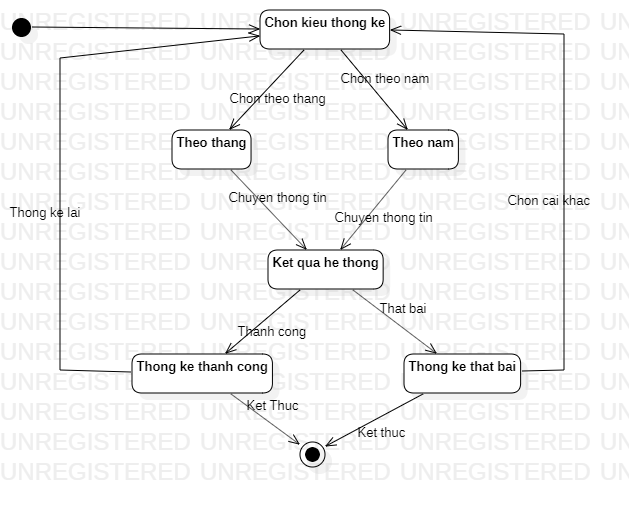 Chon kieu thong ke
Chon theo nam
Chon theo thang
Theo thang
Theo nam
Chuyen thong tin
Chon cai khac
Thong ke lai
Chuyen thong tin
Ket qua he thong
That bai
Thanh cong
Thong ke thanh cong
Thong ke that bai
Ket Thuc
Ket thuc
UNREGISTERED